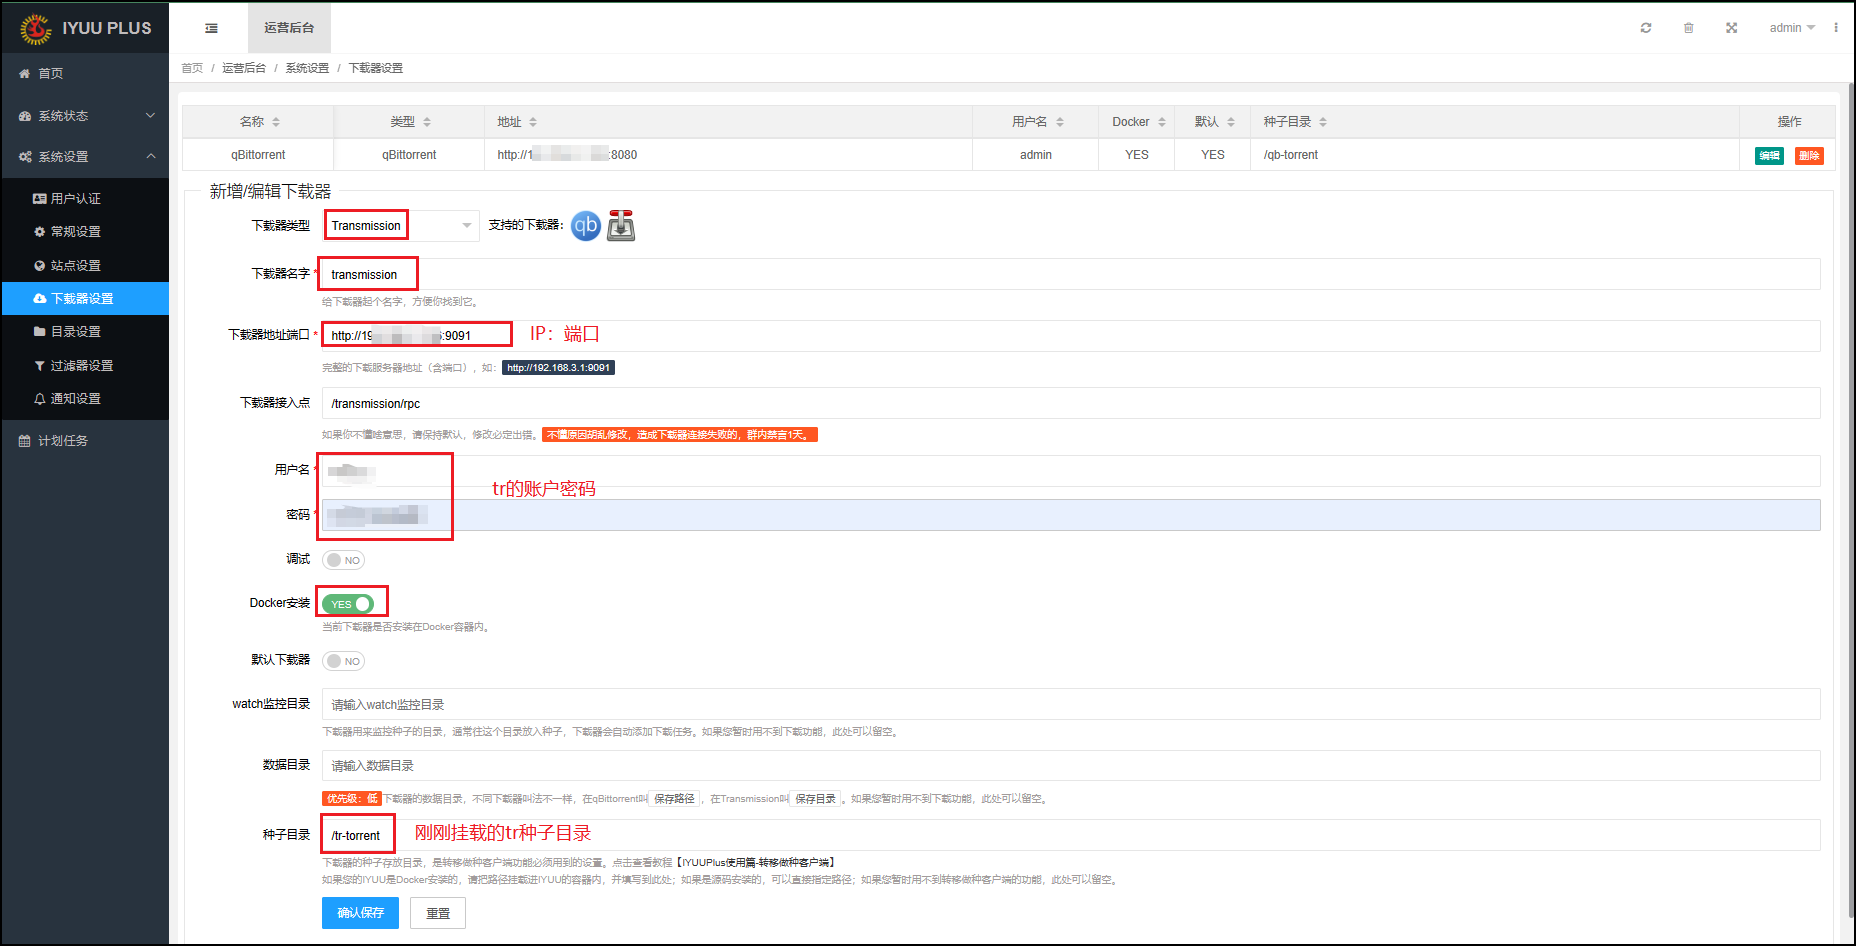 IYUU PLUS
运营后台
admin
首页
系统状态
系统设置
用户认证
常规设置
站点设置
下载器设置
目录设置
过滤器设置
通知设置
计划任务
首页 / 运营后台 / 系统设置 / 下载器设置
名称 类型 地址 用户名 Docker 默认 种子目录 操作
qBittorrent qBittorrent http://1 :8080 admin YES YES /qb-torrent 编辑 删除
新增/编辑下载器
下载器类型 Transmission 支持的下载器： qb
下载器名字 * transmission
给下载器起个名字，方便你找到它。
下载器地址端口 * http://19 :9091 IP：端口
完整的下载服务器地址（含端口），如： http://192.168.3.1:9091
下载器接入点 /transmission/rpc
如果你不懂啥意思，请保持默认，修改必定出错。 不懂原因胡乱修改，造成下载器连接失败的，群内禁言1天。
用户名 *
tr的账户密码
密码 *
调试 NO
Docker安装 YES
当前下载器是否安装在Docker容器内。
默认下载器 NO
watch监控目录 请输入watch监控目录
下载器用来监控种子的目录，通常往这个目录放入种子，下载器会自动添加下载任务。如果您暂时用不到下载功能，此处可以留空。
数据目录 请输入数据目录
优先级：低 下载器的数据目录，不同下载器叫法不一样，在qBittorrent叫 保存路径 ，在Transmission叫 保存目录 。如果您暂时用不到下载功能，此处可以留空。
种子目录 /tr-torrent 刚刚挂载的tr种子目录
下载器的种子存放目录，是转移做种客户端功能必须用到的设置。点击查看教程【IYUUPlus使用篇-转移做种客户端】
如果您的IYUU是Docker安装的，请把路径挂载进IYUU的容器内，并填写到此处；如果是源码安装的，可以直接指定路径；如果您暂时用不到转移做种客户端的功能，此处可以留空。
确认保存 重置